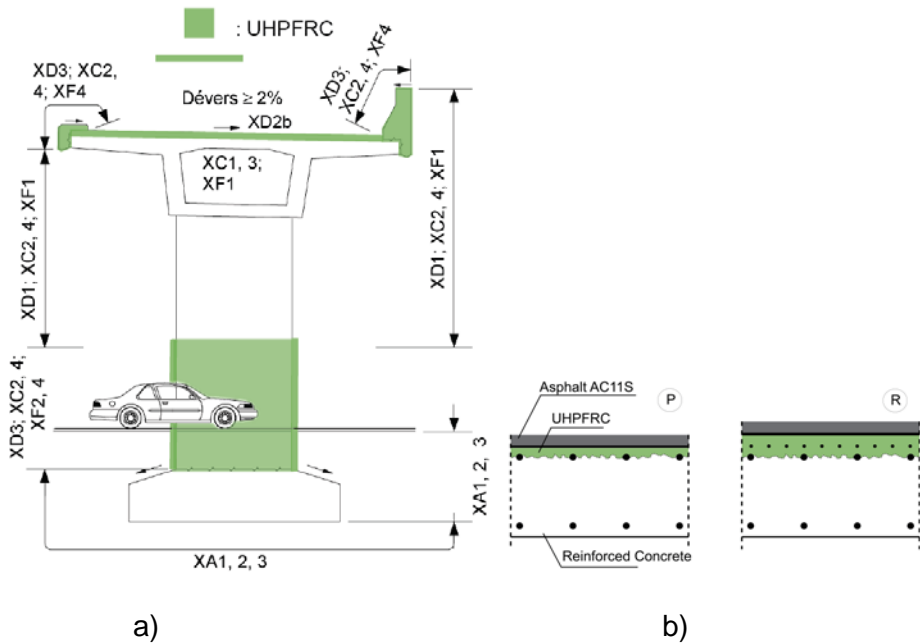 : UHPFRC
XD3; XC2,
4; XF4
Dévers ≥ 2%
XD2b
XD3;
XC2, 4; XF4
XC1, 3;
XF1
XD1; XC2, 4; XF1
XD1; XC2, 4; XF1
XD3; XC2, 4;
XF2, 4
XA1, 2, 3
XA1, 2, 3
Asphalt AC11S
P
R
UHPFRC
Reinforced Concrete
a)
b)